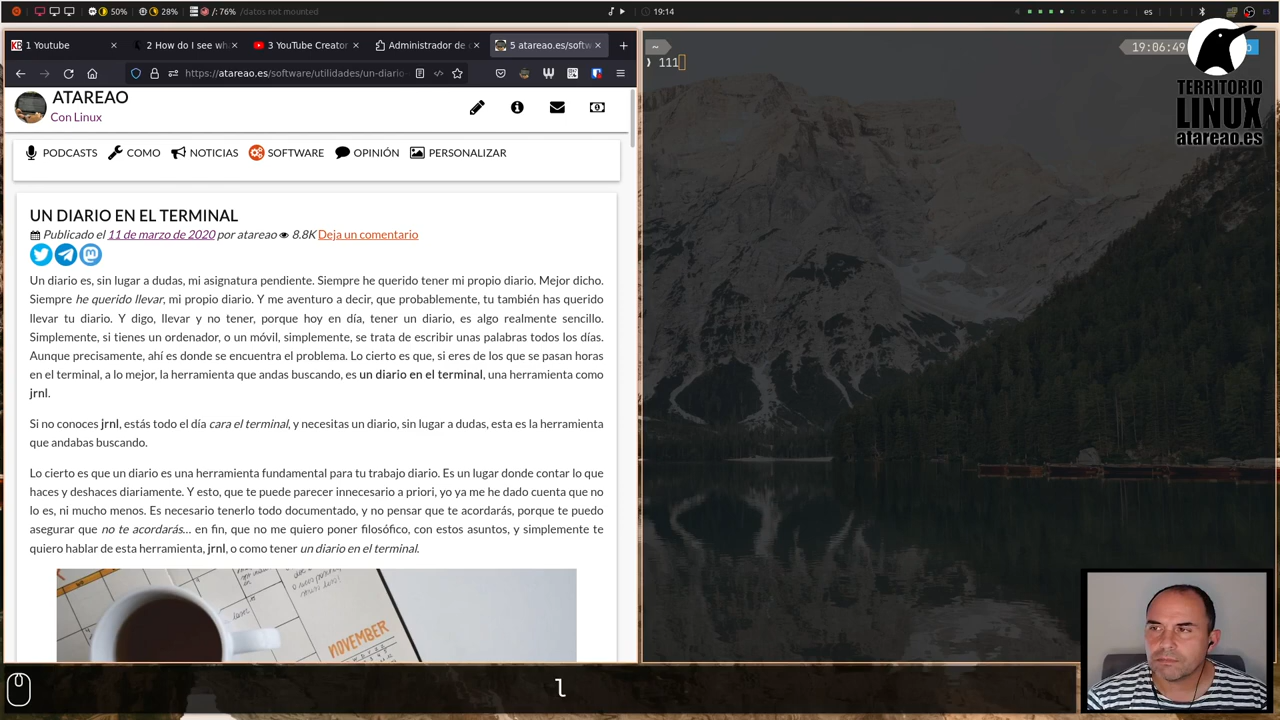 50%
28%
/: 76%
/datos not mounted
19:14
es
1 Youtube
2 How do I see wh
3 YouTube Creator
Administrador de c
5 atareao.es/softw
https://atareao.es/software/utilidades/un-diario
ATAREAO
Con Linux
PODCASTS
COMO
NOTICIAS
SOFTWARE
OPINIÓN
PERSONALIZAR
UN DIARIO EN EL TERMINAL
Publicado el 11 de marzo de 2020 por atareao 8.8K Deja un comentario
Un diario es, sin lugar a dudas, mi asignatura pendiente. Siempre he querido tener mi propio diario. Mejor dicho.
Siempre he querido llevar, mi propio diario. Y me aventuro a decir, que probablemente, tu también has querido
llevar tu diario. Y digo, llevar y no tener, porque hoy en día, tener un diario, es algo realmente sencillo.
Simplemente, si tienes un ordenador, o un móvil, simplemente, se trata de escribir unas palabras todos los días.
Aunque precisamente, ahí es donde se encuentra el problema. Lo cierto es que, si eres de los que se pasan horas
en el terminal, a lo mejor, la herramienta que andas buscando, es un diario en el terminal, una herramienta como
jrnl.
Si no conoces jrnl, estás todo el día cara el terminal, y necesitas un diario, sin lugar a dudas, esta es la herramienta
que andabas buscando.
Lo cierto es que un diario es una herramienta fundamental para tu trabajo diario. Es un lugar donde contar lo que
haces y deshaces diariamente. Y esto, que te puede parecer innecesario a priori, yo ya me he dado cuenta que no
lo es, ni mucho menos. Es necesario tenerlo todo documentado, y no pensar que te acordarás, porque te puedo
asegurar que no te acordarás... en fin, que no me quiero poner filosófico, con estos asuntos, y simplemente te
quiero hablar de esta herramienta, jrnl, o como tener un diario en el terminal.
NOVEMBER
~
19:06:49
❯ 111
TERRITORIO
LINUX
atareao.es
l